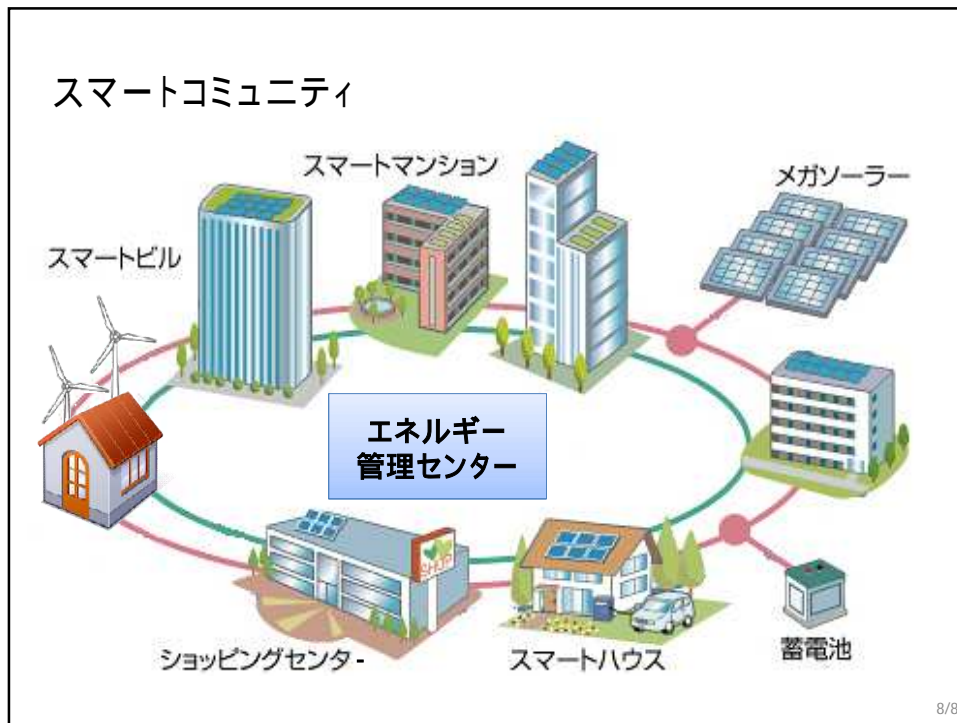 スマートコミュニティ
スマートマンション
メガソーラー
スマートビル
エネルギー
管理センター
SHOP
ショッピングセンタ-
スマートハウス
蓄電池
8/8